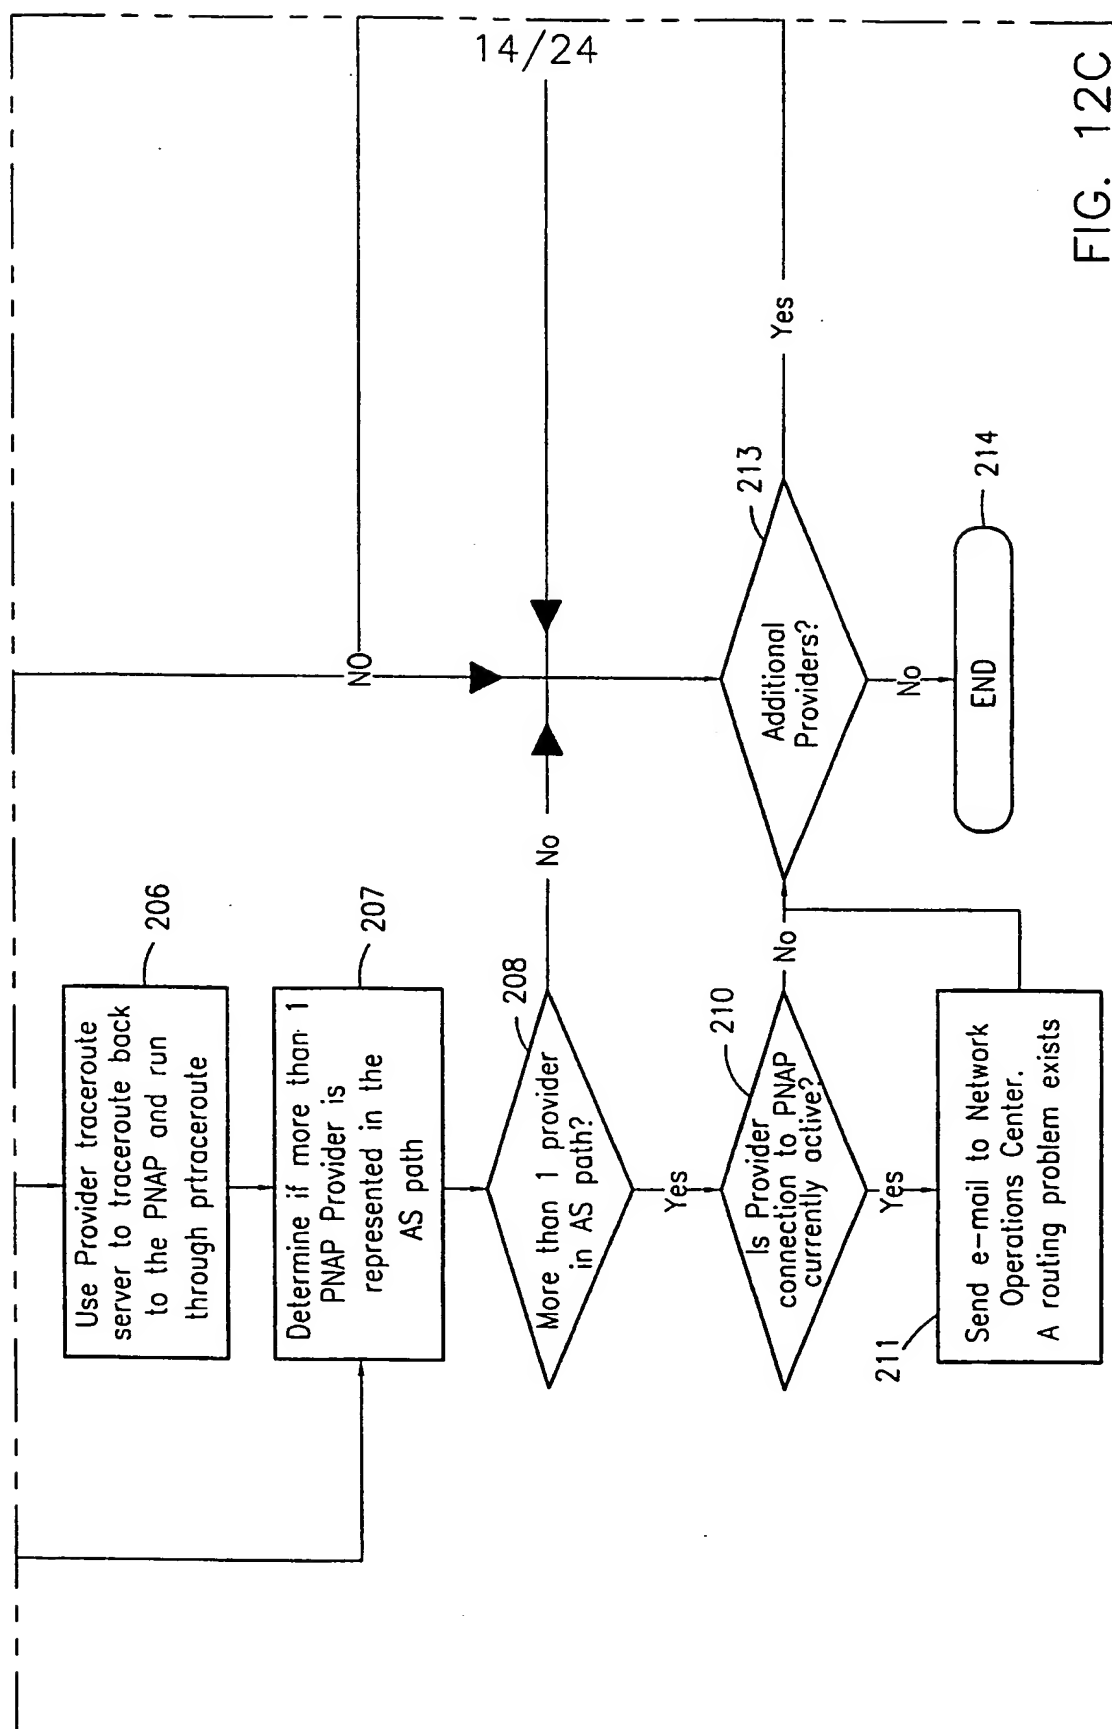 14/24
Use Provider traceroute
server to traceroute back
to the PNAP and run
through prtraceroute
206
Determine if more than 1
PNAP Provider is
represented in the
AS path
207
NO
More than 1 provider
in AS path?
208
No
Yes
Is Provider
connection to PNAP
currently active?
210
No
Yes
Additional
Providers?
213
Yes
No
Send e-mail to Network
Operations Center.
A routing problem exists
211
END
214
FIG. 12C